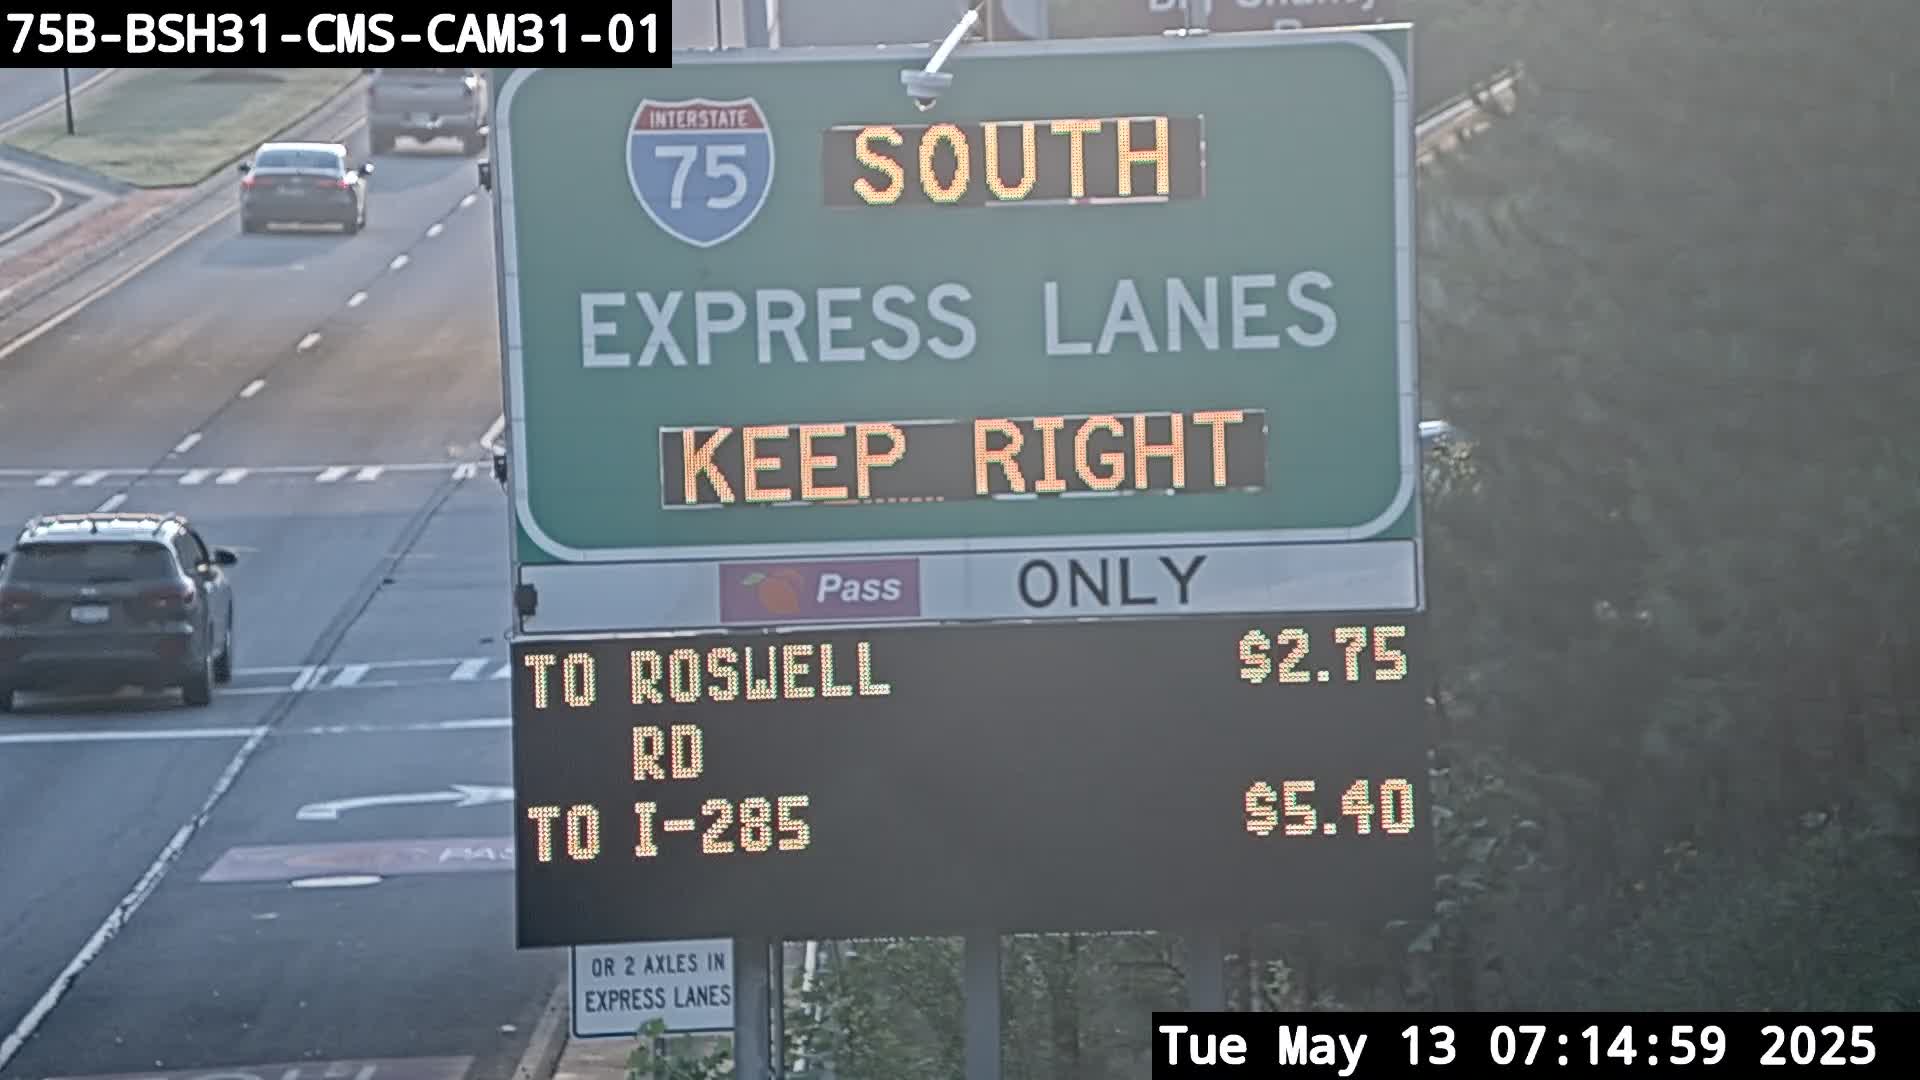 75B-BSH31-CMS-CAM31-01
INTERSTATE
75
SOUTH
EXPRESS LANES
KEEP RIGHT
Pass ONLY
TO ROSWELL $2.75
RD
TO I-285 $5.40
OR 2 AXLES IN
EXPRESS LANES
Tue May 13 07:14:59 2025